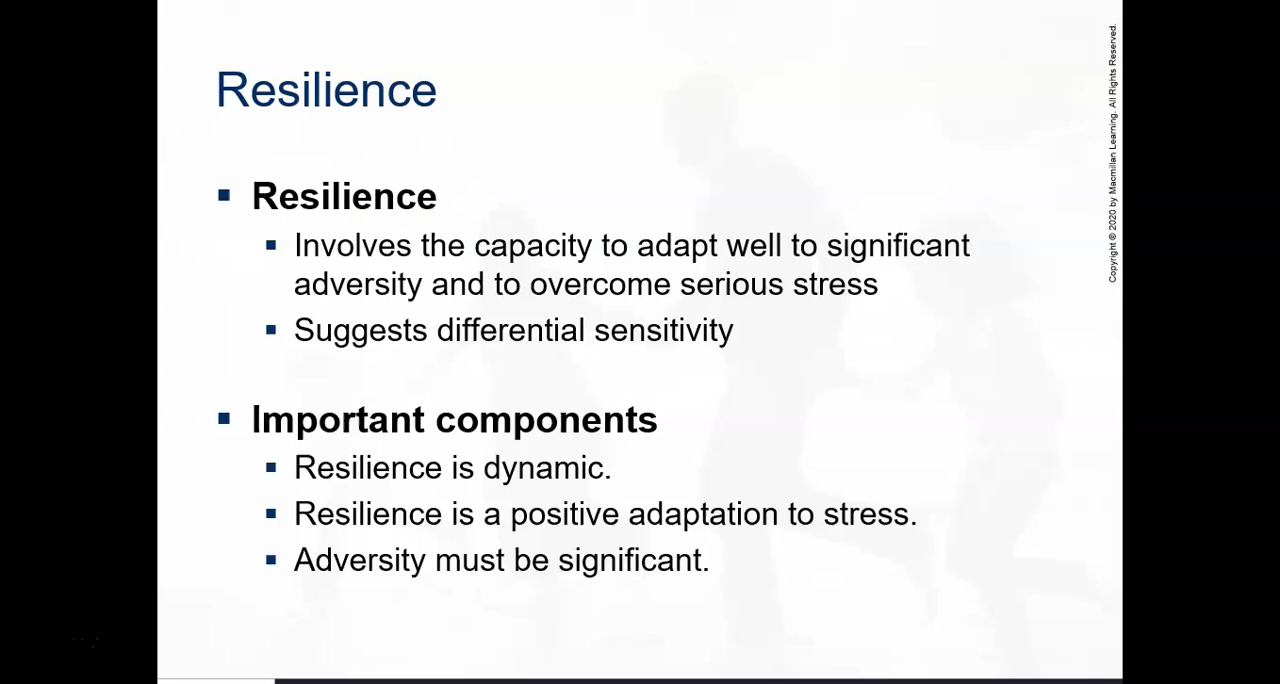 Resilience
▪ Resilience
▪ Involves the capacity to adapt well to significant
adversity and to overcome serious stress
▪ Suggests differential sensitivity
▪ Important components
▪ Resilience is dynamic.
▪ Resilience is a positive adaptation to stress.
▪ Adversity must be significant.
Copyright © 2020 by Macmillan Learning. All Rights Reserved.